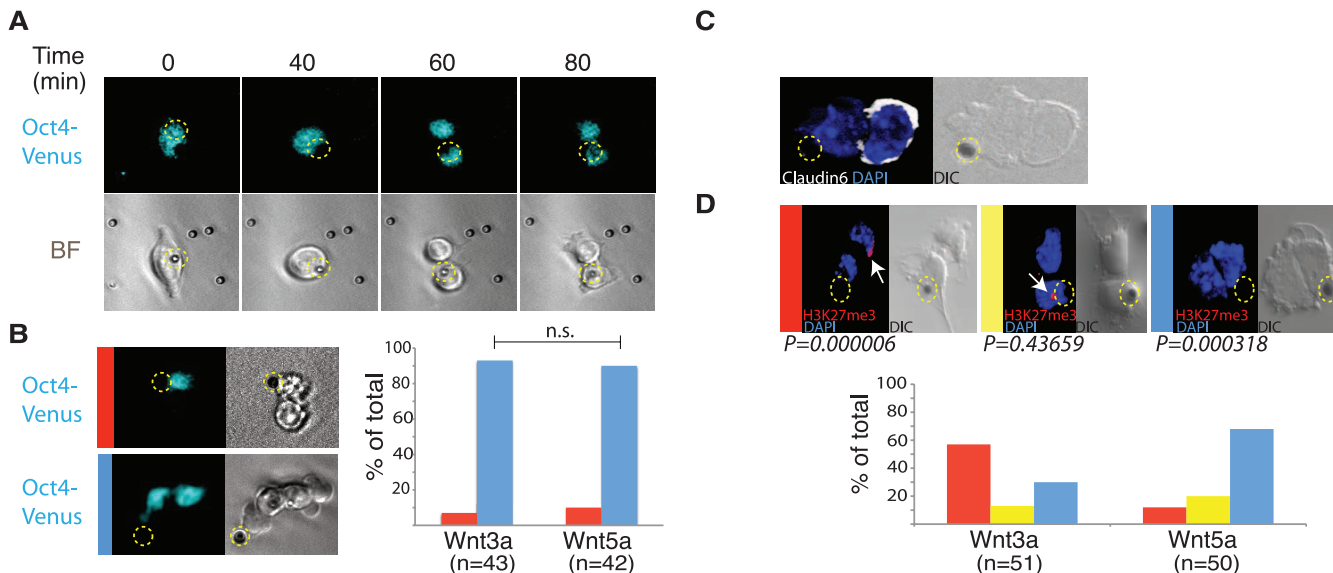 A
Time
(min)
0
40
60
80
Oct4-
Venus
BF
B
Oct4-
Venus
Oct4-
Venus
n.s.
% of total
100
80
60
40
20
Wnt3a
(n=43)
Wnt5a
(n=42)
C
Claudin6 DAPI
DIC
D
H3K27me3
DAPI
DIC
P=0.000006
H3K27me3
DAPI
DIC
P=0.43659
H3K27me3
DAPI
DIC
P=0.000318
% of total
100
80
60
40
20
Wnt3a
(n=51)
Wnt5a
(n=50)